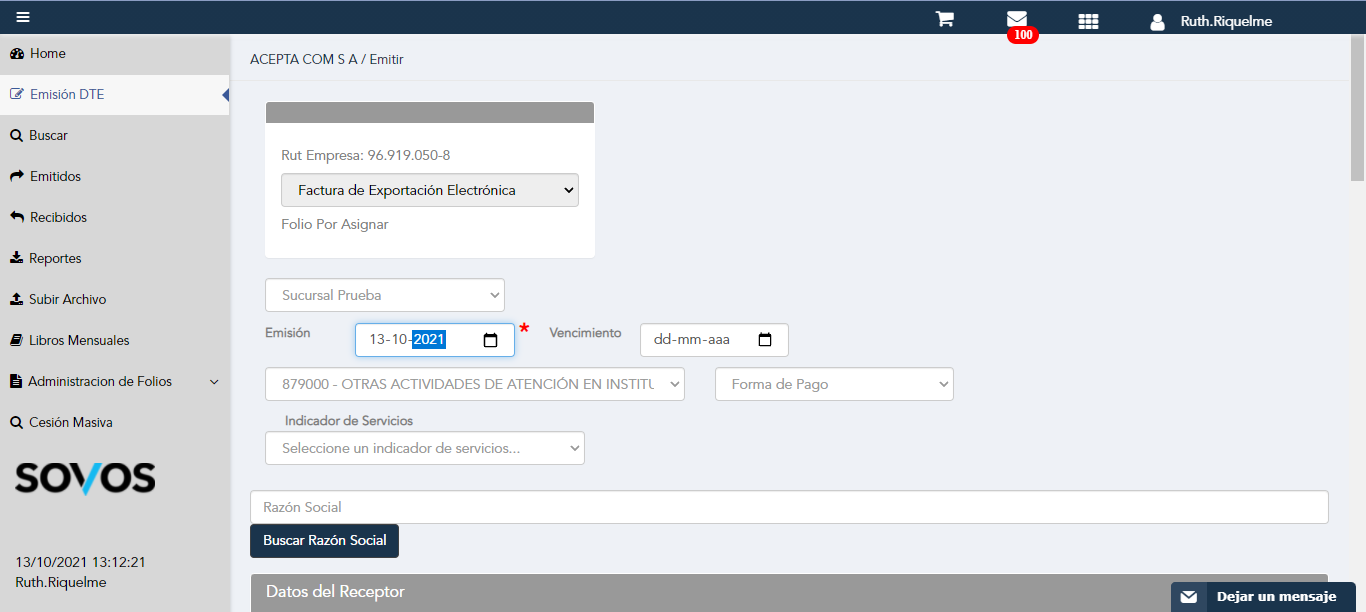 Ruth.Riquelme
100
Home
Emisión DTE
Buscar
Emitidos
Recibidos
Reportes
Subir Archivo
Libros Mensuales
Administracion de Folios
Cesión Masiva
SOVOS
13/10/2021 13:12:21
Ruth.Riquelme
ACEPTA COM S A / Emitir
Rut Empresa: 96.919.050-8
Factura de Exportación Electrónica
Folio Por Asignar
Sucursal Prueba
Emisión 13-10-2021 * Vencimiento dd-mm-aaa
879000 - OTRAS ACTIVIDADES DE ATENCIÓN EN INSTITU Forma de Pago
Indicador de Servicios
Seleccione un indicador de servicios...
Razón Social
Buscar Razón Social
Datos del Receptor
Dejar un mensaje